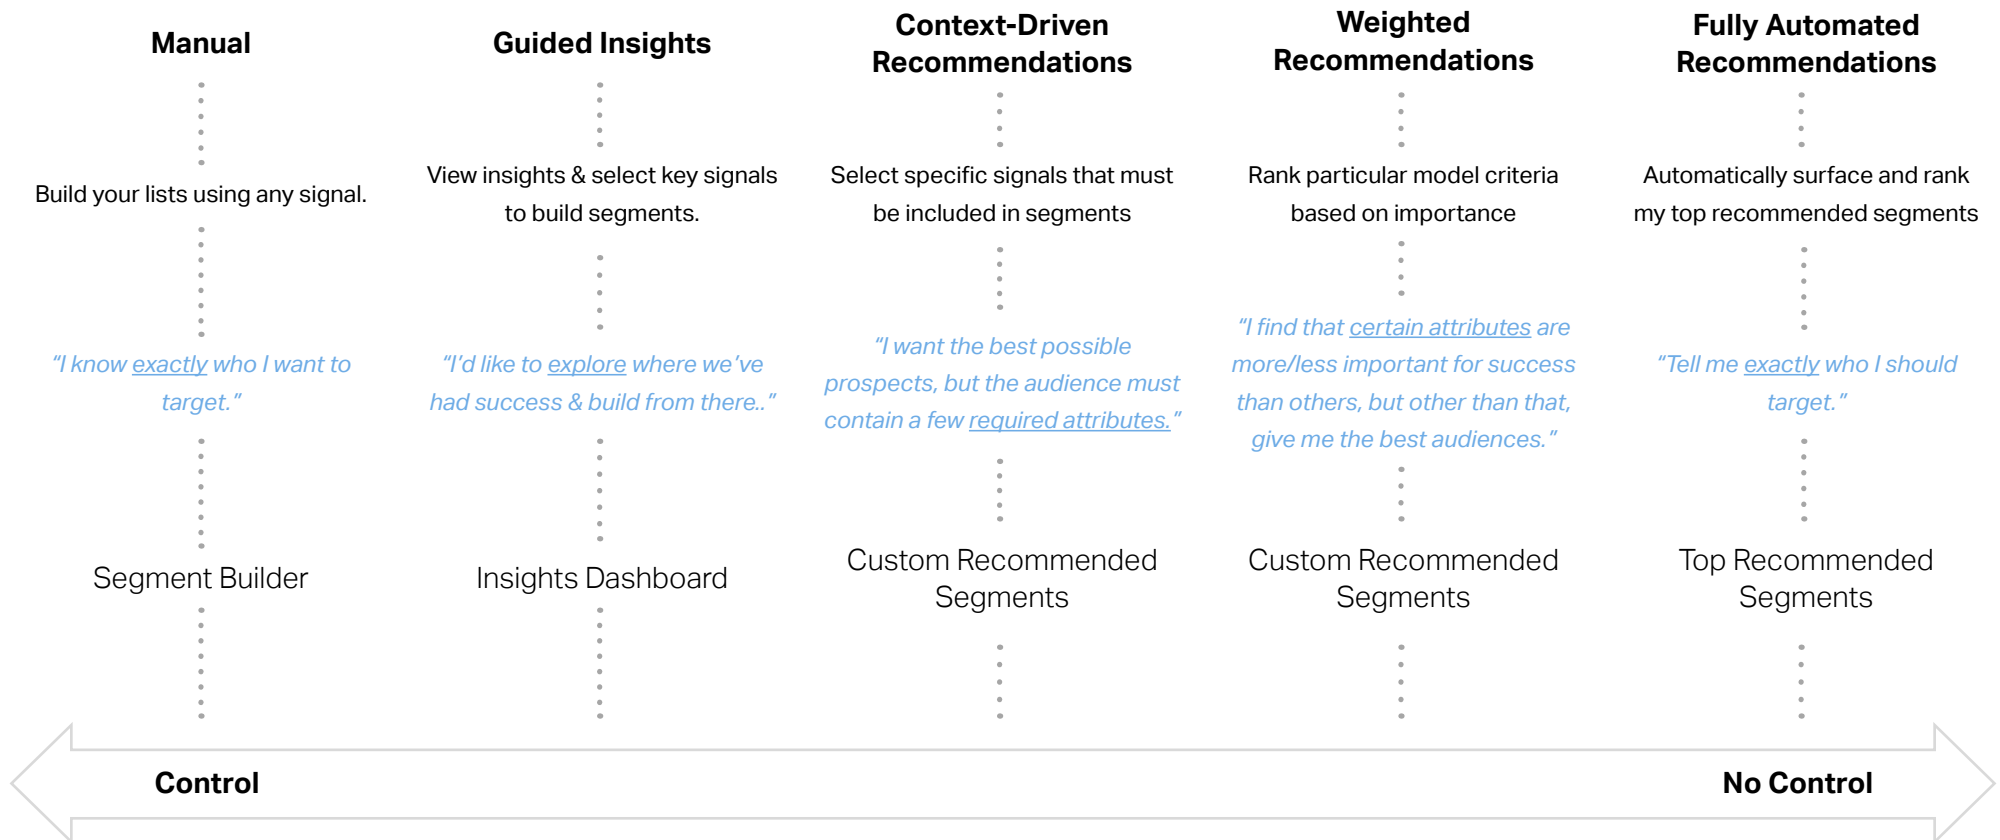 Manual
Build your lists using any signal.
“I know exactly who I want to
target.”
Segment Builder
Guided Insights
View insights & select key signals
to build segments.
“I’d like to explore where we’ve
had success & build from there..”
Insights Dashboard
Context-Driven
Recommendations
Select specific signals that must
be included in segments
“I want the best possible
prospects, but the audience must
contain a few required attributes.”
Custom Recommended
Segments
Weighted
Recommendations
Rank particular model criteria
based on importance
“I find that certain attributes are
more/less important for success
than others, but other than that,
give me the best audiences.”
Custom Recommended
Segments
Fully Automated
Recommendations
Automatically surface and rank
my top recommended segments
“Tell me exactly who I should
target.”
Top Recommended
Segments
Control
No Control